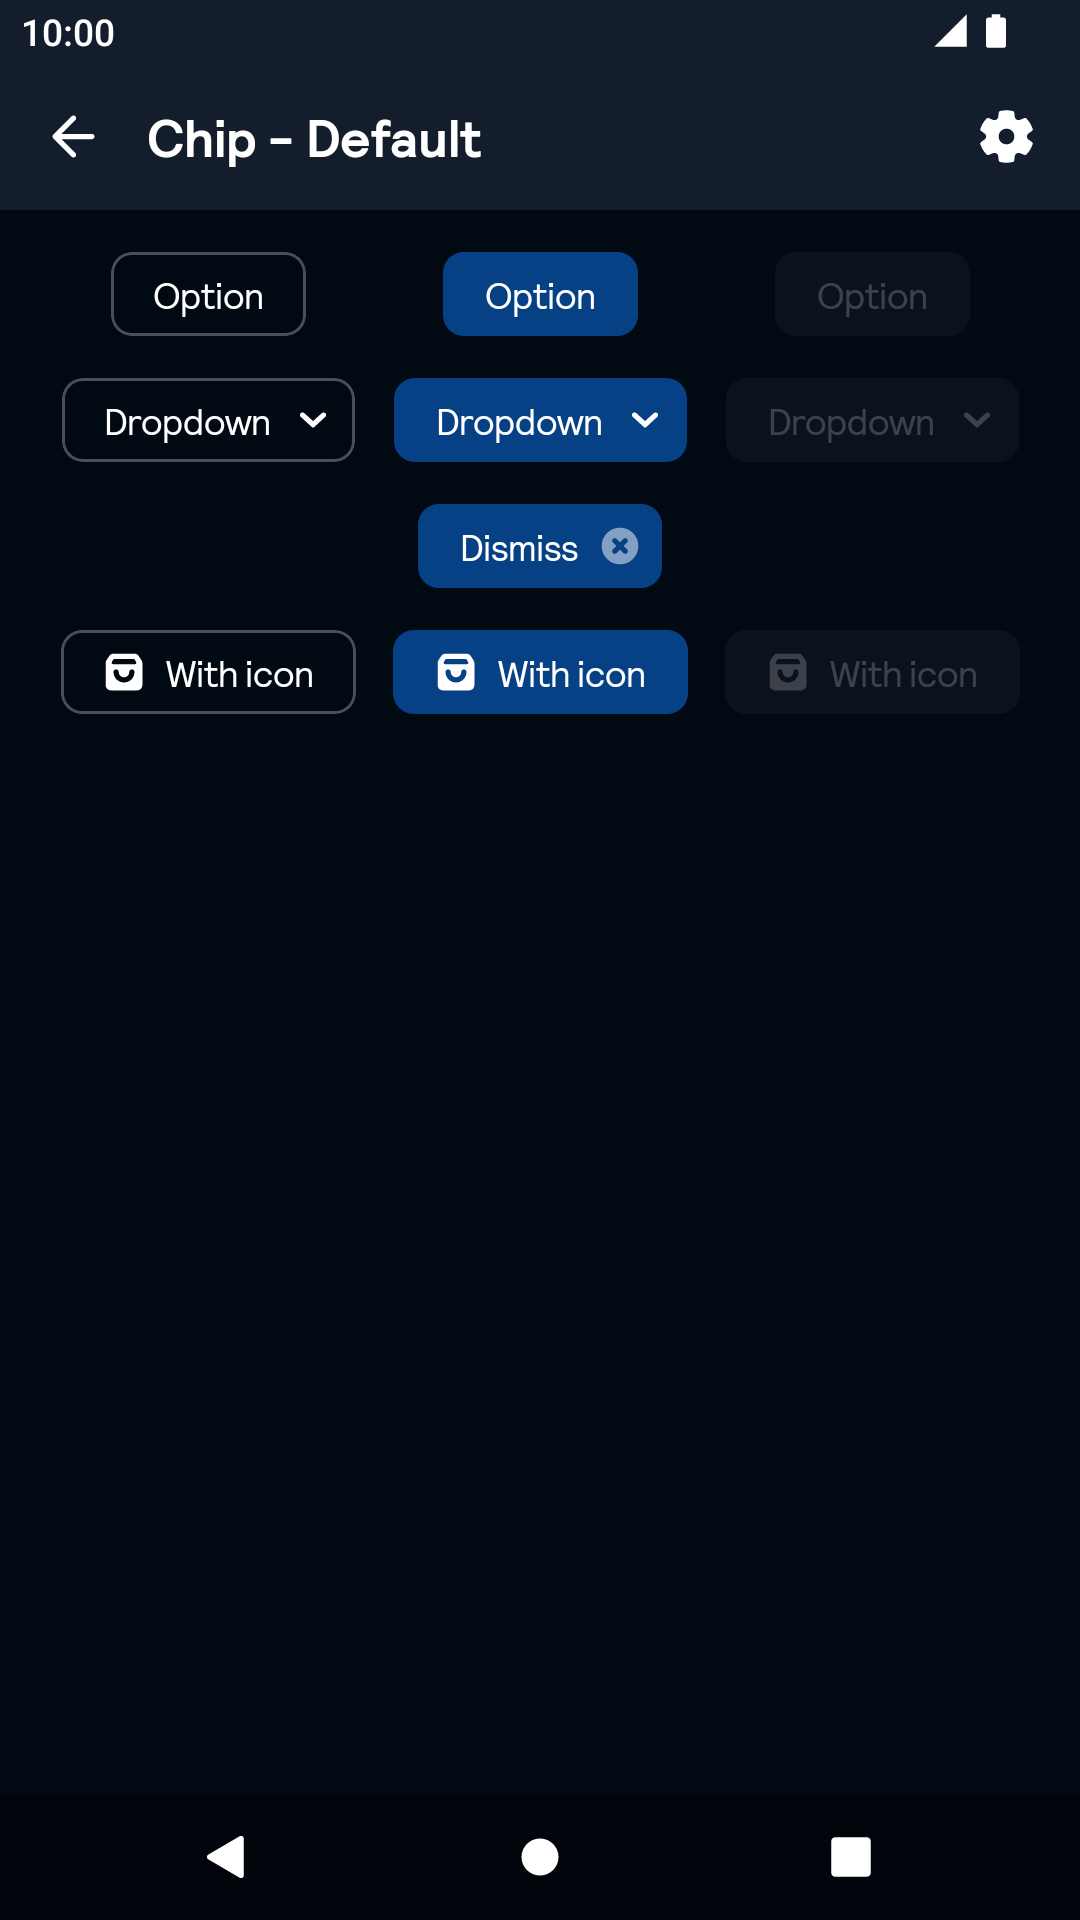 10:00
Chip - Default
Option Option Option
Dropdown Dropdown Dropdown
Dismiss
With icon With icon With icon